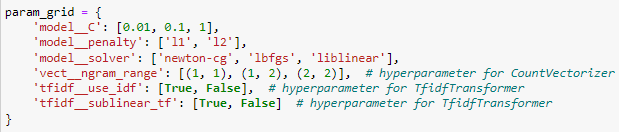 param_grid = {
    'model__C': [0.01, 0.1, 1],
    'model__penalty': ['l1', 'l2'],
    'model__solver': ['newton-cg', 'lbfgs', 'liblinear'],
    'vect__ngram_range': [(1, 1), (1, 2), (2, 2)],  # hyperparameter for CountVectorizer
    'tfidf__use_idf': [True, False],  # hyperparameter for TfidfTransformer
    'tfidf__sublinear_tf': [True, False]  # hyperparameter for TfidfTransformer
}